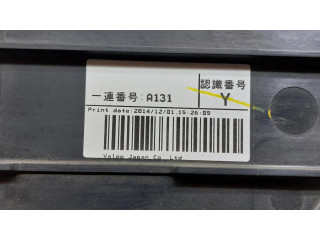 認識番号
一連番号:A131 Y
Print date:2014/12/01,15:26:09
Valeo Japan Co. Ltd